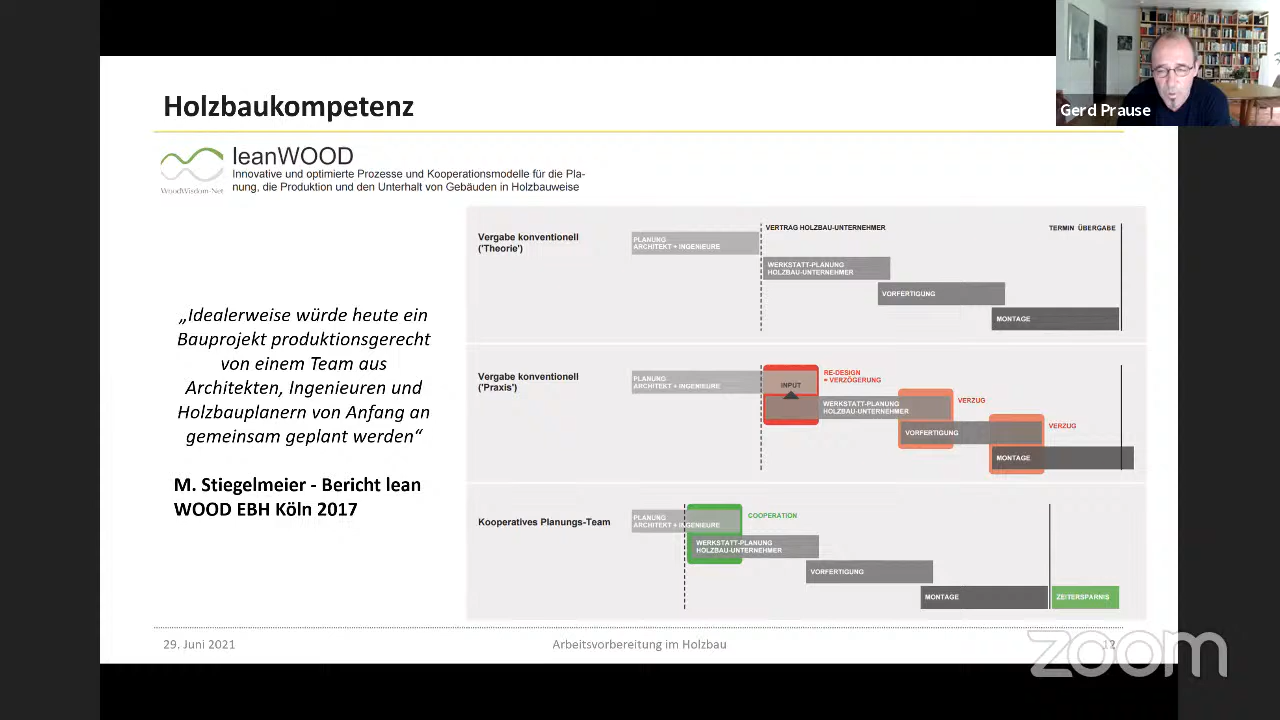 Gerd Prause
Holzbaukompetenz
leanWOOD
Innovative und optimierte Prozesse und Kooperationsmodelle für die Pla-
nung, die Produktion und den Unterhalt von Gebäuden in Holzbauweise
WoodWisdom-Net
„Idealerweise würde heute ein
Bauprojekt produktionsgerecht
von einem Team aus
Architekten, Ingenieuren und
Holzbauplanern von Anfang an
gemeinsam geplant werden“
M. Stiegelmeier - Bericht lean
WOOD EBH Köln 2017
Vergabe konventionell
('Theorie')
PLANUNG
ARCHITEKT + INGENIEURE
VERTRAG HOLZBAU-UNTERNEHMER
TERMIN ÜBERGABE
WERKSTATT-PLANUNG
HOLZBAU-UNTERNEHMER
VORFERTIGUNG
MONTAGE
Vergabe konventionell
('Praxis')
PLANUNG
ARCHITEKT + INGENIEURE
INPUT
RE-DESIGN
= VERZÖGERUNG
WERKSTATT-PLANUNG
HOLZBAU-UNTERNEHMER
VERZUG
VORFERTIGUNG
VERZUG
MONTAGE
Kooperatives Planungs-Team
PLANUNG
ARCHITEKT + INGENIEURE
COOPERATION
WERKSTATT-PLANUNG
HOLZBAU-UNTERNEHMER
VORFERTIGUNG
MONTAGE
ZEITERSPARNIS
29. Juni 2021
Arbeitsvorbereitung im Holzbau
12
zoom